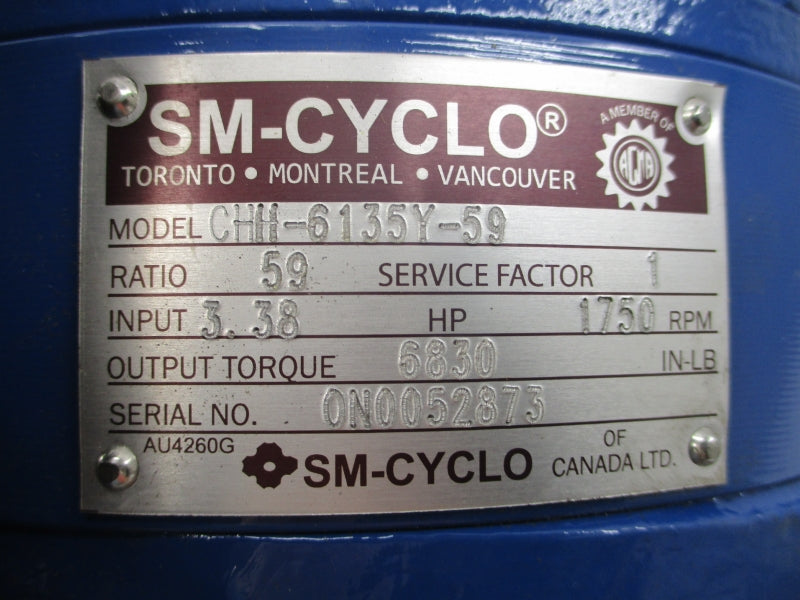 SM-CYCLO®
A MEMBER OF
TORONTO • MONTREAL • VANCOUVER
MODEL CHH-6135Y-59
RATIO 59 SERVICE FACTOR 1
INPUT 3.38 HP 1750 RPM
OUTPUT TORQUE 6830 IN-LB
SERIAL NO. 0N0052873
AU4260G
SM-CYCLO OF CANADA LTD.